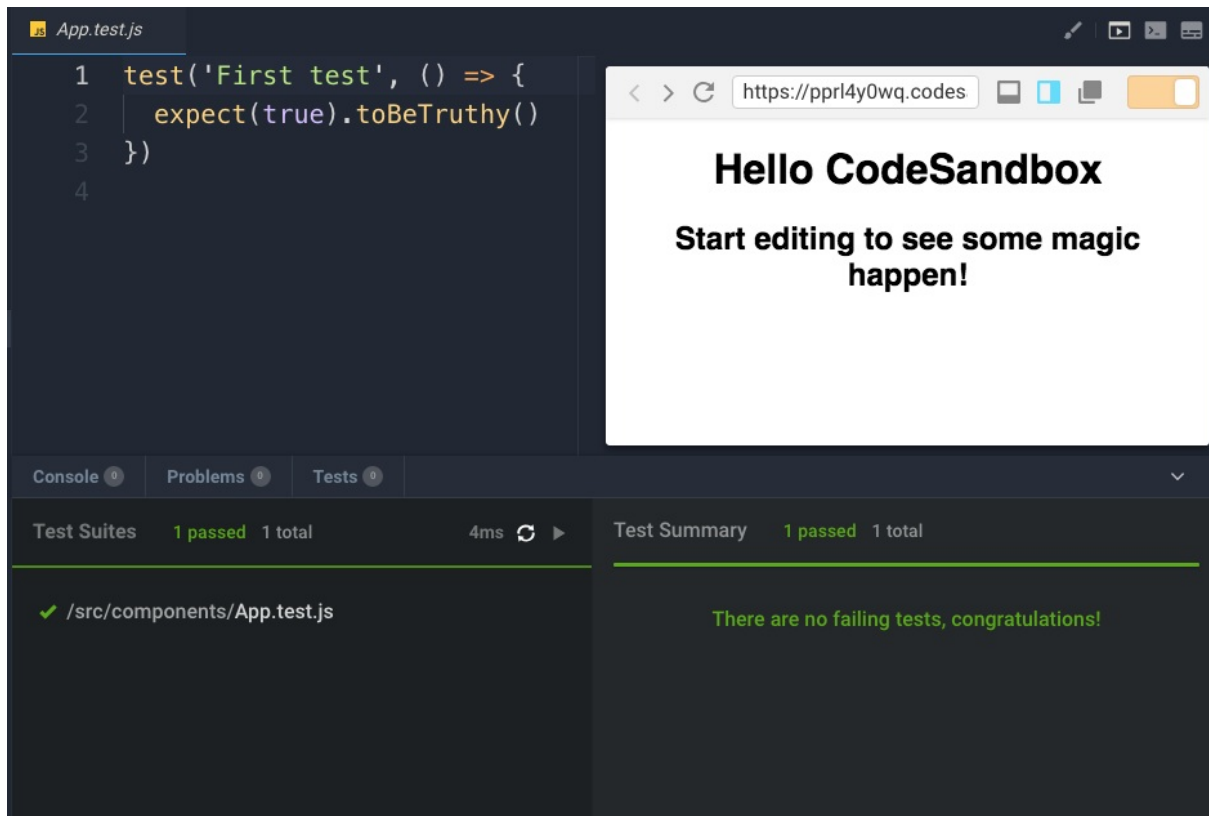 JS App.test.js
1 test('First test', () => {
2 expect(true).toBeTruthy()
3 })
4
https://pprl4y0wq.codes
Hello CodeSandbox
Start editing to see some magic
happen!
Console 0 Problems 0 Tests 0
Test Suites 1 passed 1 total 4ms
Test Summary 1 passed 1 total
/src/components/App.test.js
There are no failing tests, congratulations!